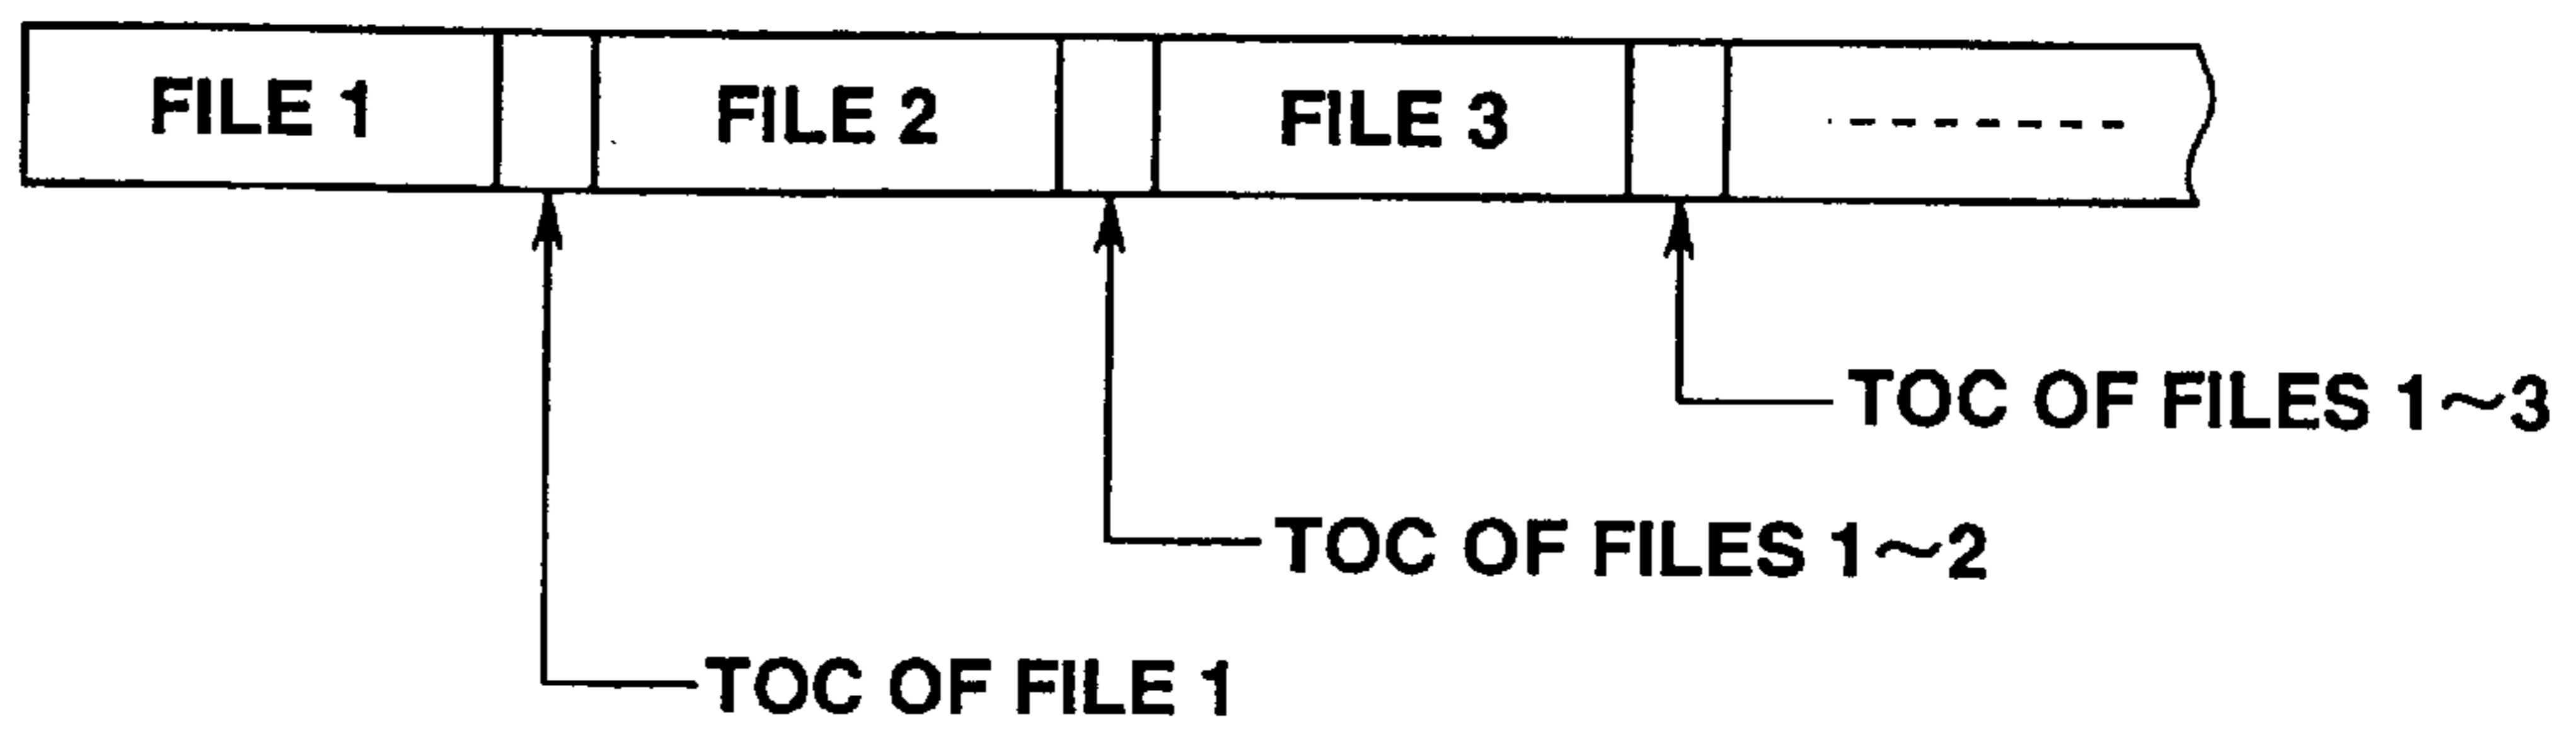 FILE 1
FILE 2
FILE 3
TOC OF FILES 1~3
TOC OF FILES 1~2
TOC OF FILE 1